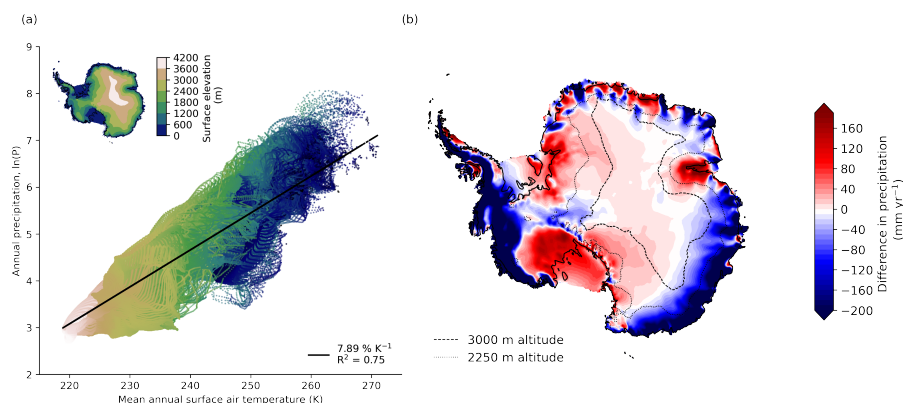 (a)
9
8
7
6
5
4
3
2
Annual precipitation, ln(P)
220
230
240
250
260
270
Mean annual surface air temperature (K)
4200
3600
3000
2400
1800
1200
600
0
Surface elevation
(m)
7.89 % K⁻¹
R² = 0.75
(b)
3000 m altitude
2250 m altitude
160
120
80
40
0
−40
−80
−120
−160
−200
Difference in precipitation
(mm yr⁻¹)